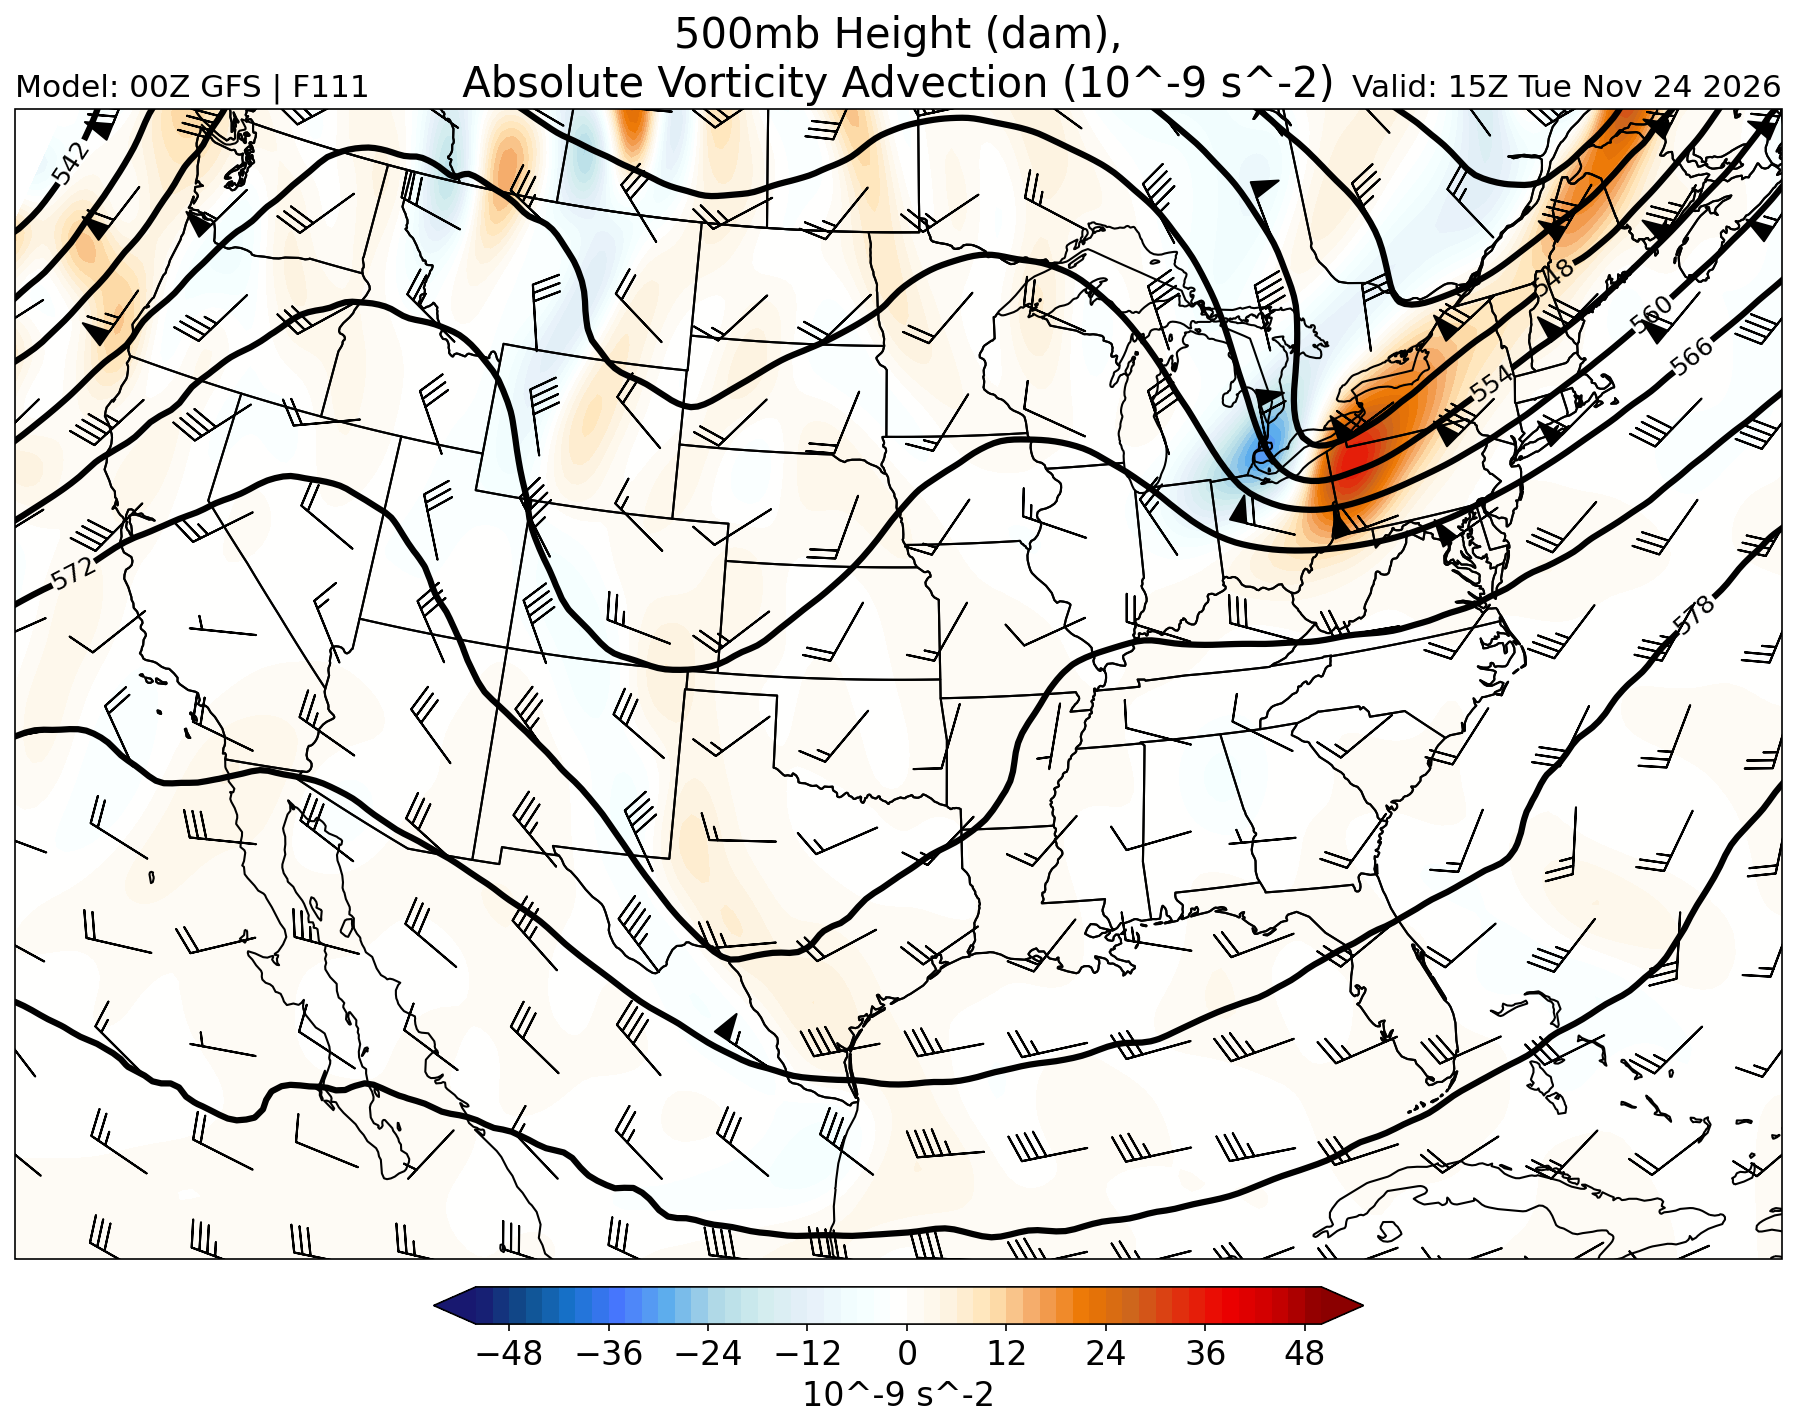 500mb Height (dam),
Model: 00Z GFS | F111
Absolute Vorticity Advection (10^-9 s^-2)
Valid: 15Z Tue Nov 24 2026
542
548
560
566
554
572
578
−48 −36 −24 −12 0 12 24 36 48
10^-9 s^-2